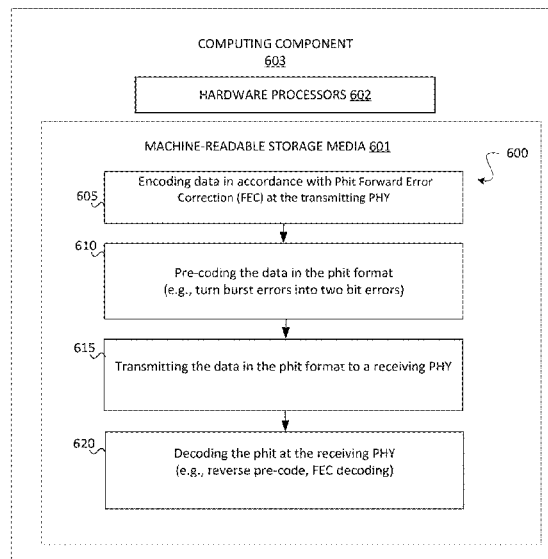 COMPUTING COMPONENT
603
HARDWARE PROCESSORS 602
MACHINE-READABLE STORAGE MEDIA 601
600
Encoding data in accordance with Phit Forward Error
Correction (FEC) at the transmitting PHY
605
610
Pre-coding the data in the phit format
(e.g., turn burst errors into two bit errors)
615
Transmitting the data in the phit format to a receiving PHY
620
Decoding the phit at the receiving PHY
(e.g., reverse pre-code, FEC decoding)